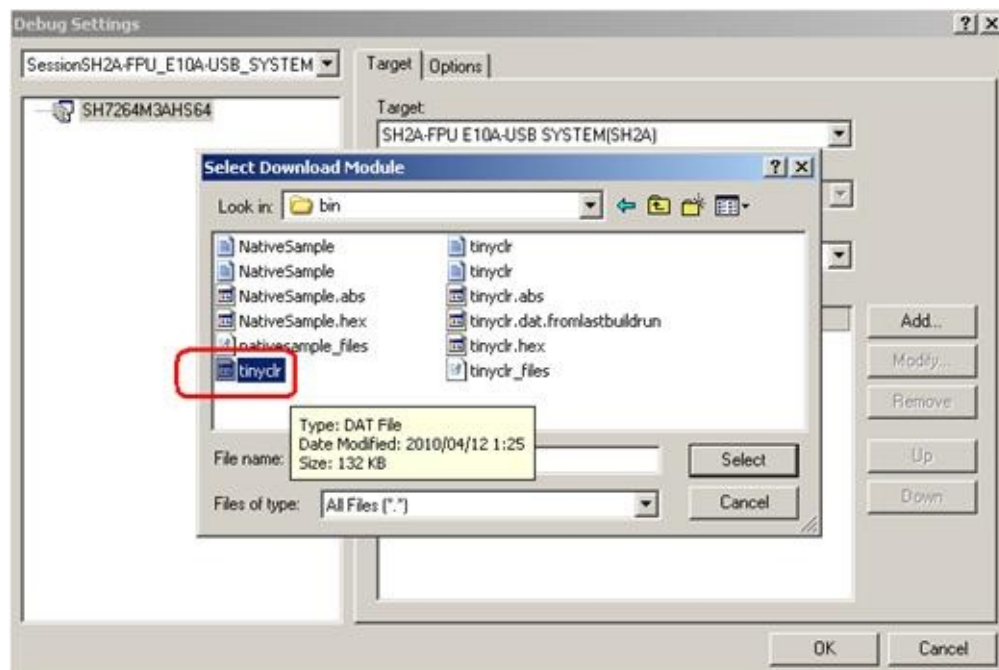 Debug Settings
SessionSH2A-FPU_E10A-USB_SYSTEM
SH7264M3AHS64
Target
Options
Target:
SH2A-FPU E10A-USB SYSTEM(SH2A)
Select Download Module
Look in:
bin
NativeSample
NativeSample
NativeSample.abs
NativeSample.hex
nativesample_files
tinyclr
tinyclr
tinyclr
tinyclr.abs
tinyclr.dat.fromlastbuildrun
tinyclr.hex
tinyclr_files
Type: DAT File
Date Modified: 2010/04/12 1:25
Size: 132 KB
File name:
Select
Files of type:
All Files (*.*)
Cancel
Add...
Modify...
Remove
Up
Down
OK
Cancel